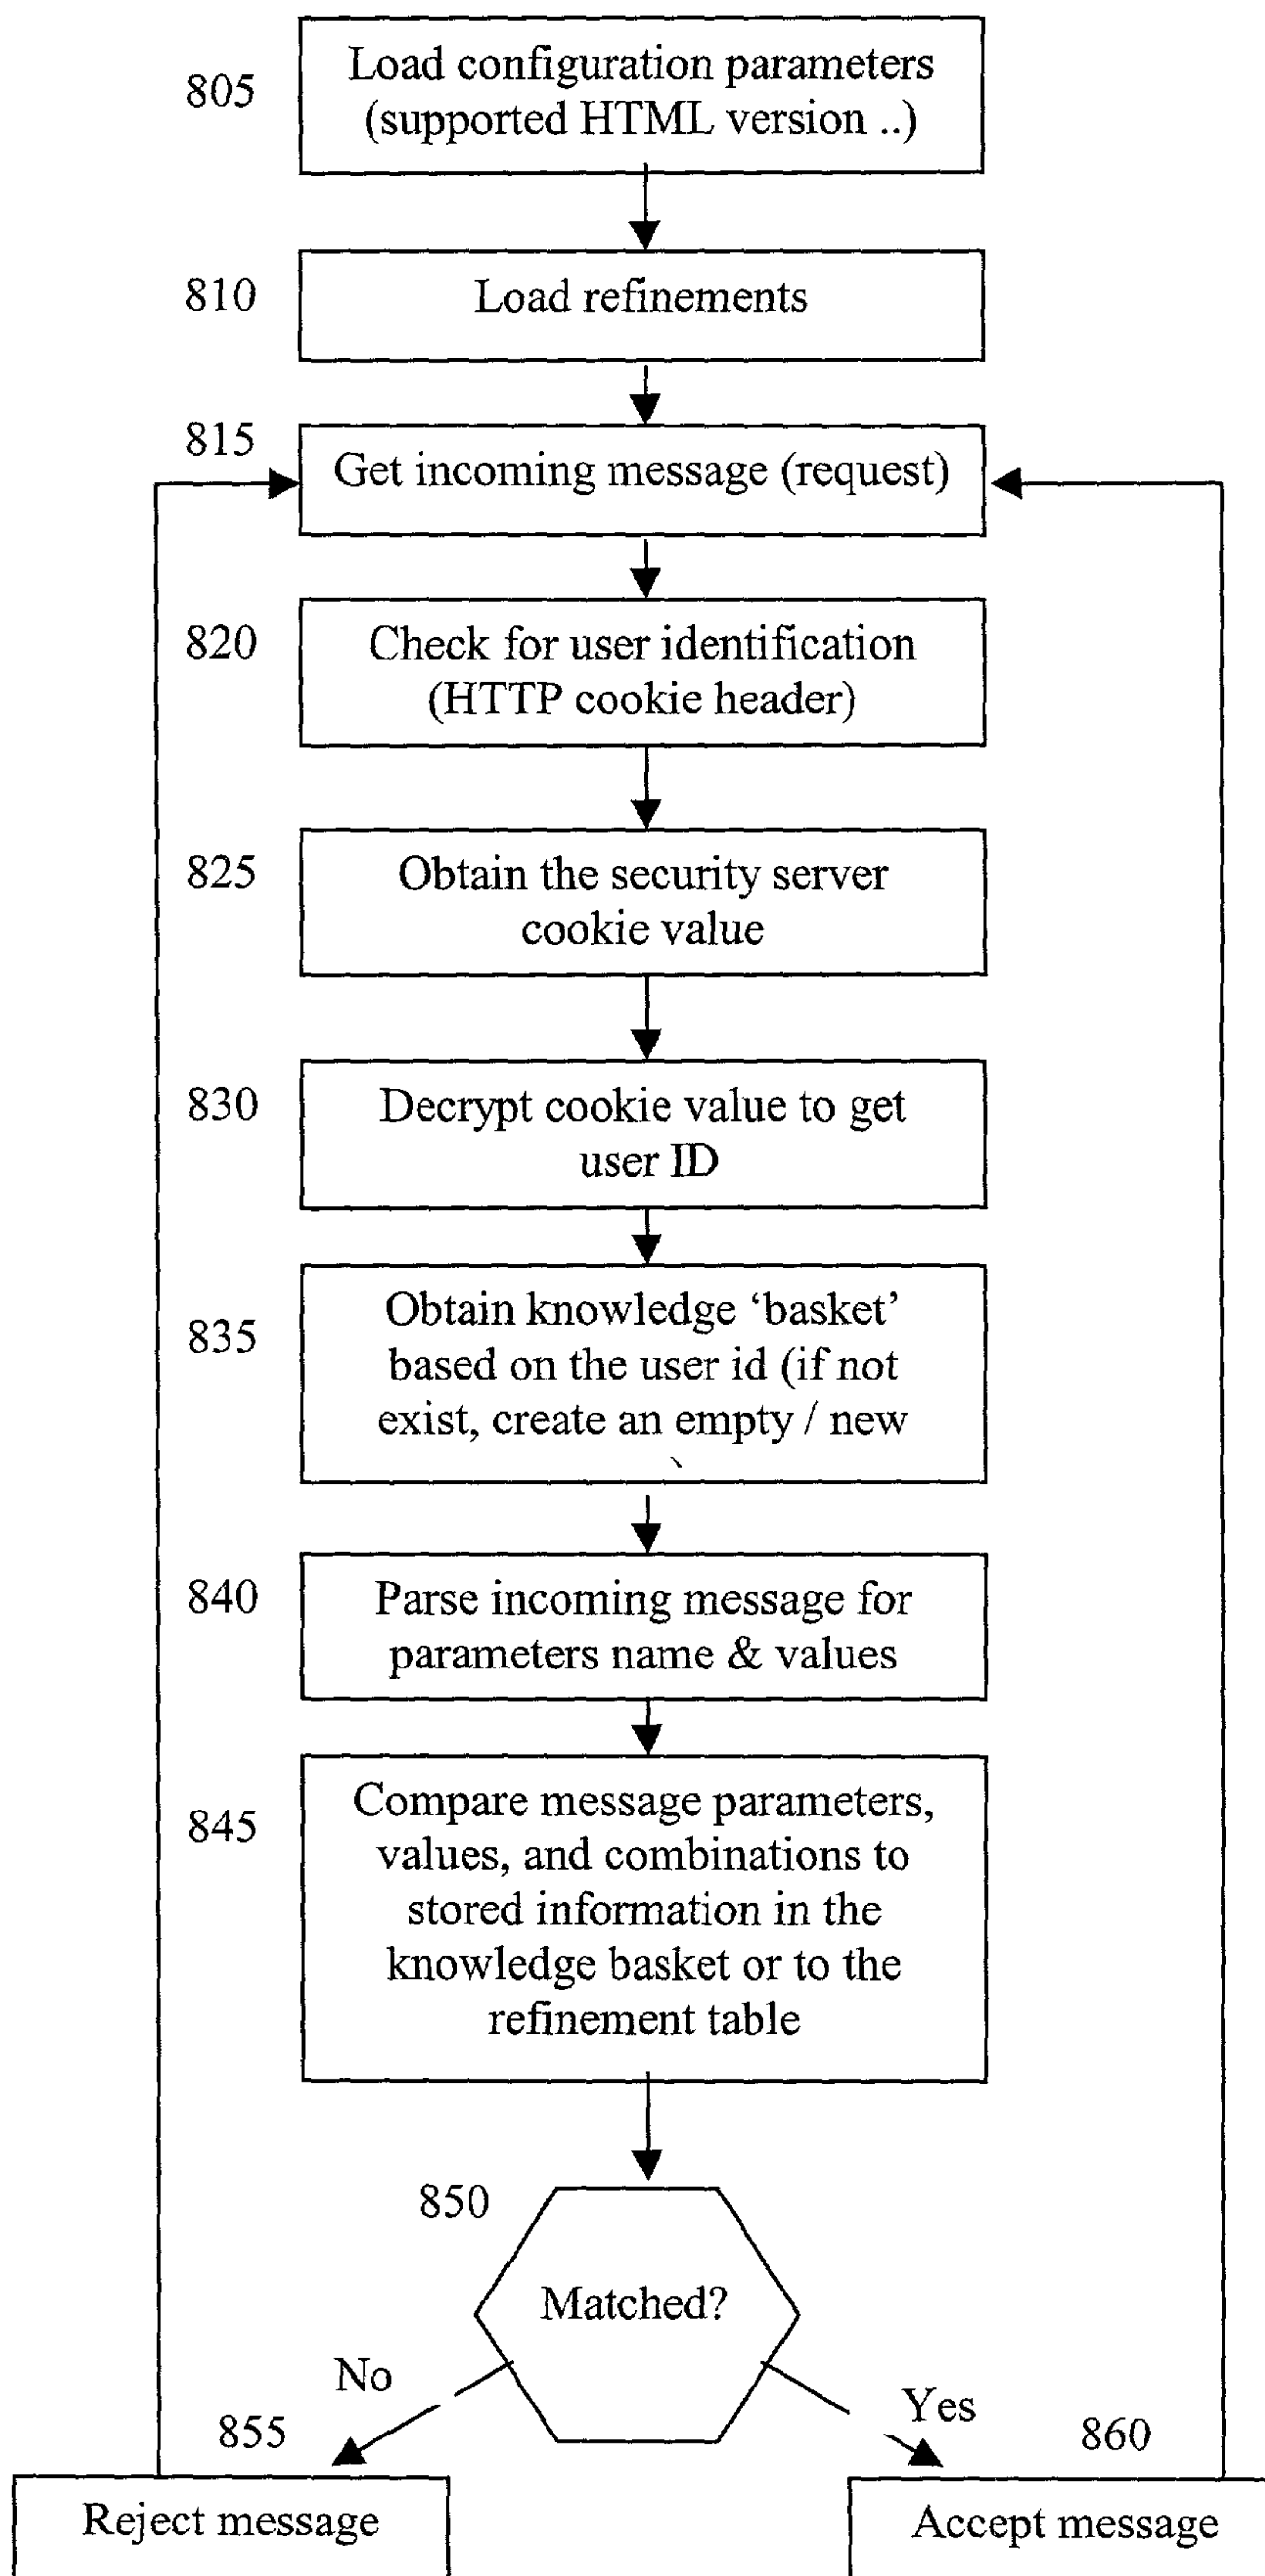 805
Load configuration parameters
(supported HTML version ..)
810
Load refinements
815
Get incoming message (request)
820
Check for user identification
(HTTP cookie header)
825
Obtain the security server
cookie value
830
Decrypt cookie value to get
user ID
835
Obtain knowledge ‘basket’
based on the user id (if not
exist, create an empty / new
840
Parse incoming message for
parameters name & values
845
Compare message parameters,
values, and combinations to
stored information in the
knowledge basket or to the
refinement table
850
Matched?
No
Yes
855
860
Reject message
Accept message